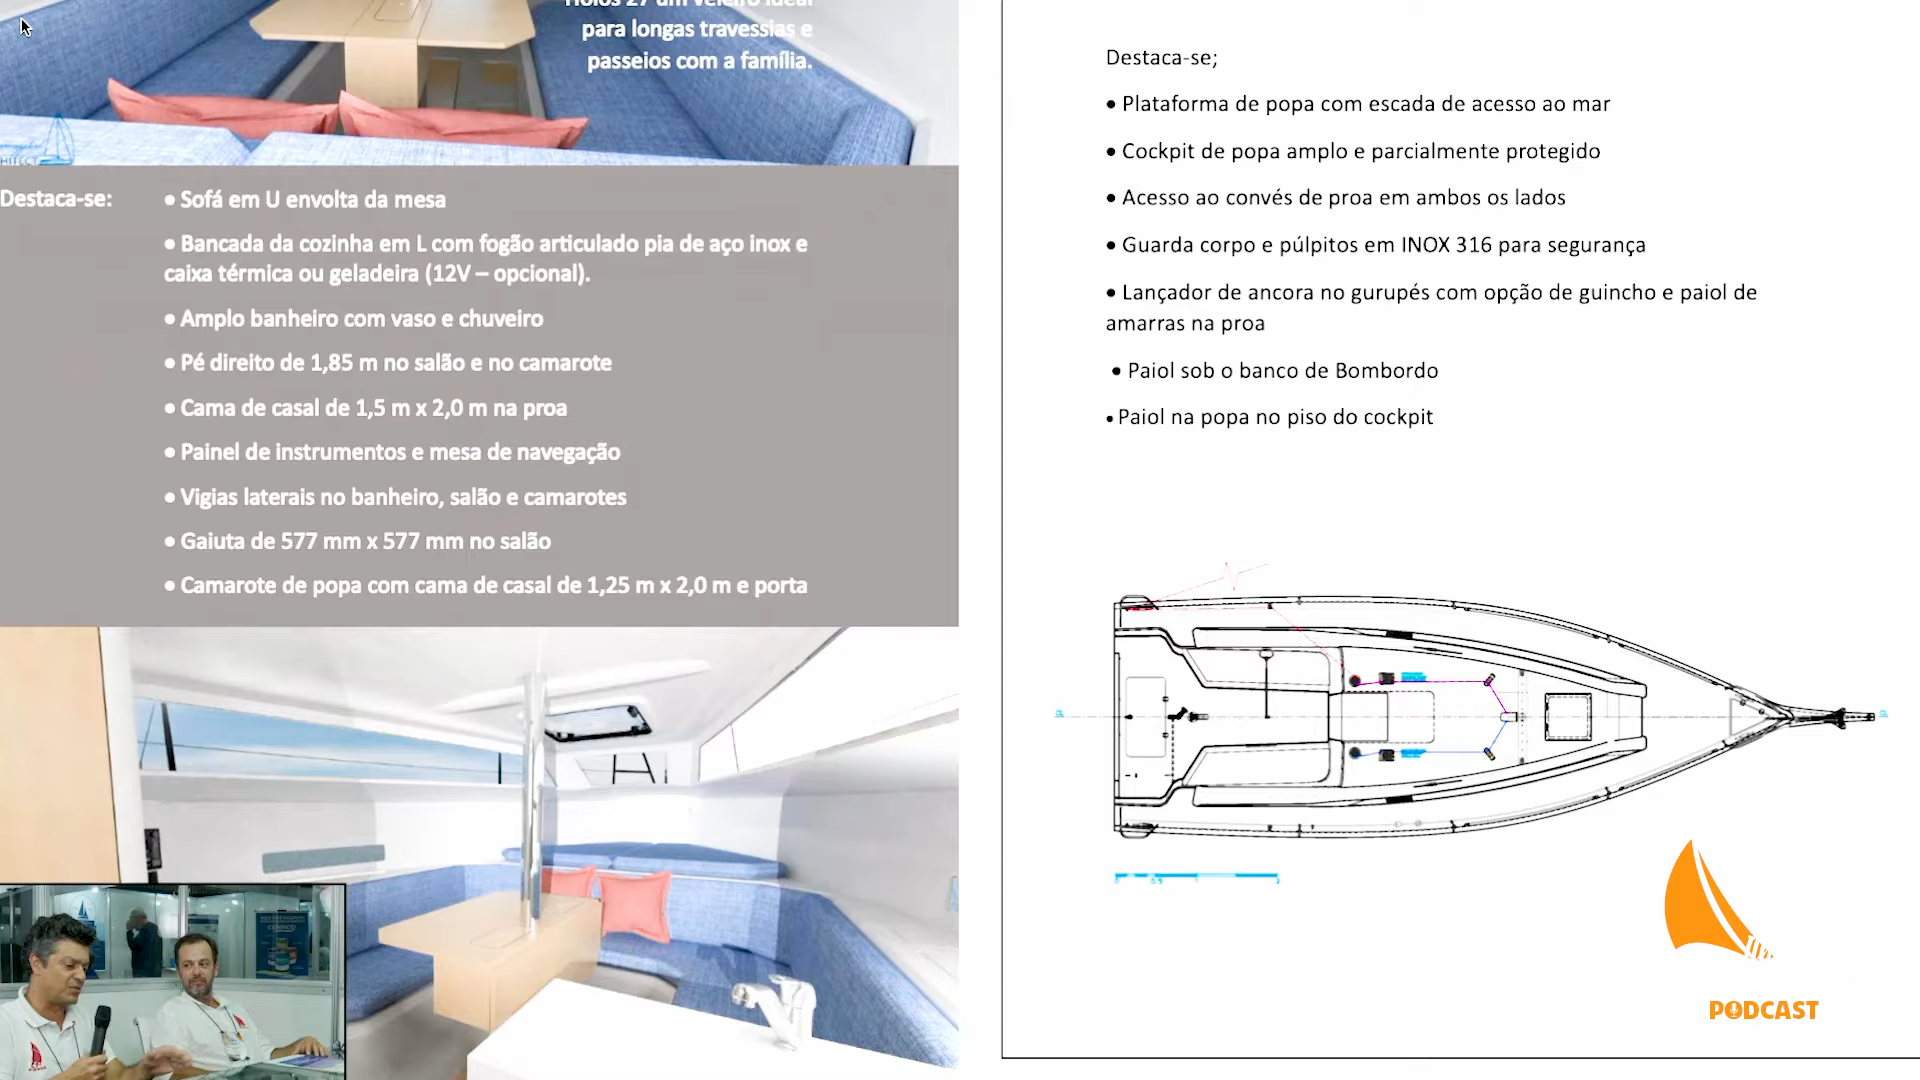 para longas travessias e
passeios com a família.
Destaca-se:
• Sofá em U envolta da mesa
• Bancada da cozinha em L com fogão articulado pia de aço inox e
caixa térmica ou geladeira (12V – opcional).
• Amplo banheiro com vaso e chuveiro
• Pé direito de 1,85 m no salão e no camarote
• Cama de casal de 1,5 m x 2,0 m na proa
• Painel de instrumentos e mesa de navegação
• Vigias laterais no banheiro, salão e camarotes
• Gaiuta de 577 mm x 577 mm no salão
• Camarote de popa com cama de casal de 1,25 m x 2,0 m e porta
Destaca-se;
• Plataforma de popa com escada de acesso ao mar
• Cockpit de popa amplo e parcialmente protegido
• Acesso ao convés de proa em ambos os lados
• Guarda corpo e púlpitos em INOX 316 para segurança
• Lançador de ancora no gurupés com opção de guincho e paiol de
amarras na proa
• Paiol sob o banco de Bombordo
• Paiol na popa no piso do cockpit
PODCAST